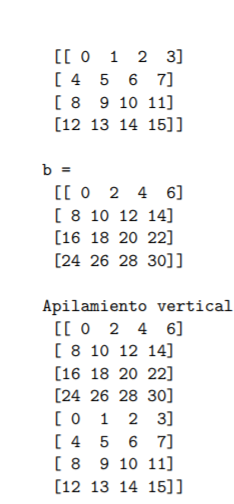 [[ 0 1 2 3]
[ 4 5 6 7]
[ 8 9 10 11]
[12 13 14 15]]
b =
[[ 0 2 4 6]
[ 8 10 12 14]
[16 18 20 22]
[24 26 28 30]]
Apilamiento vertical
[[ 0 2 4 6]
[ 8 10 12 14]
[16 18 20 22]
[24 26 28 30]
[ 0 1 2 3]
[ 4 5 6 7]
[ 8 9 10 11]
[12 13 14 15]]